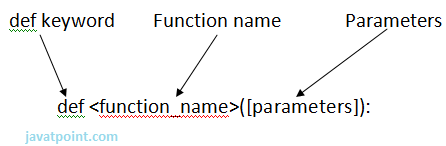 def keyword Function name Parameters
def <function_name>([parameters]):
javatpoint.com